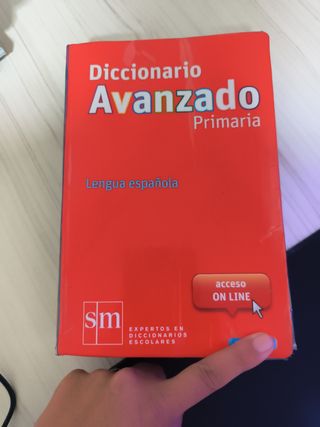 Diccionario
Avanzado
Primaria
Lengua española
acceso
ON LINE
sm
EXPERTOS EN
DICCIONARIOS
ESCOLARES